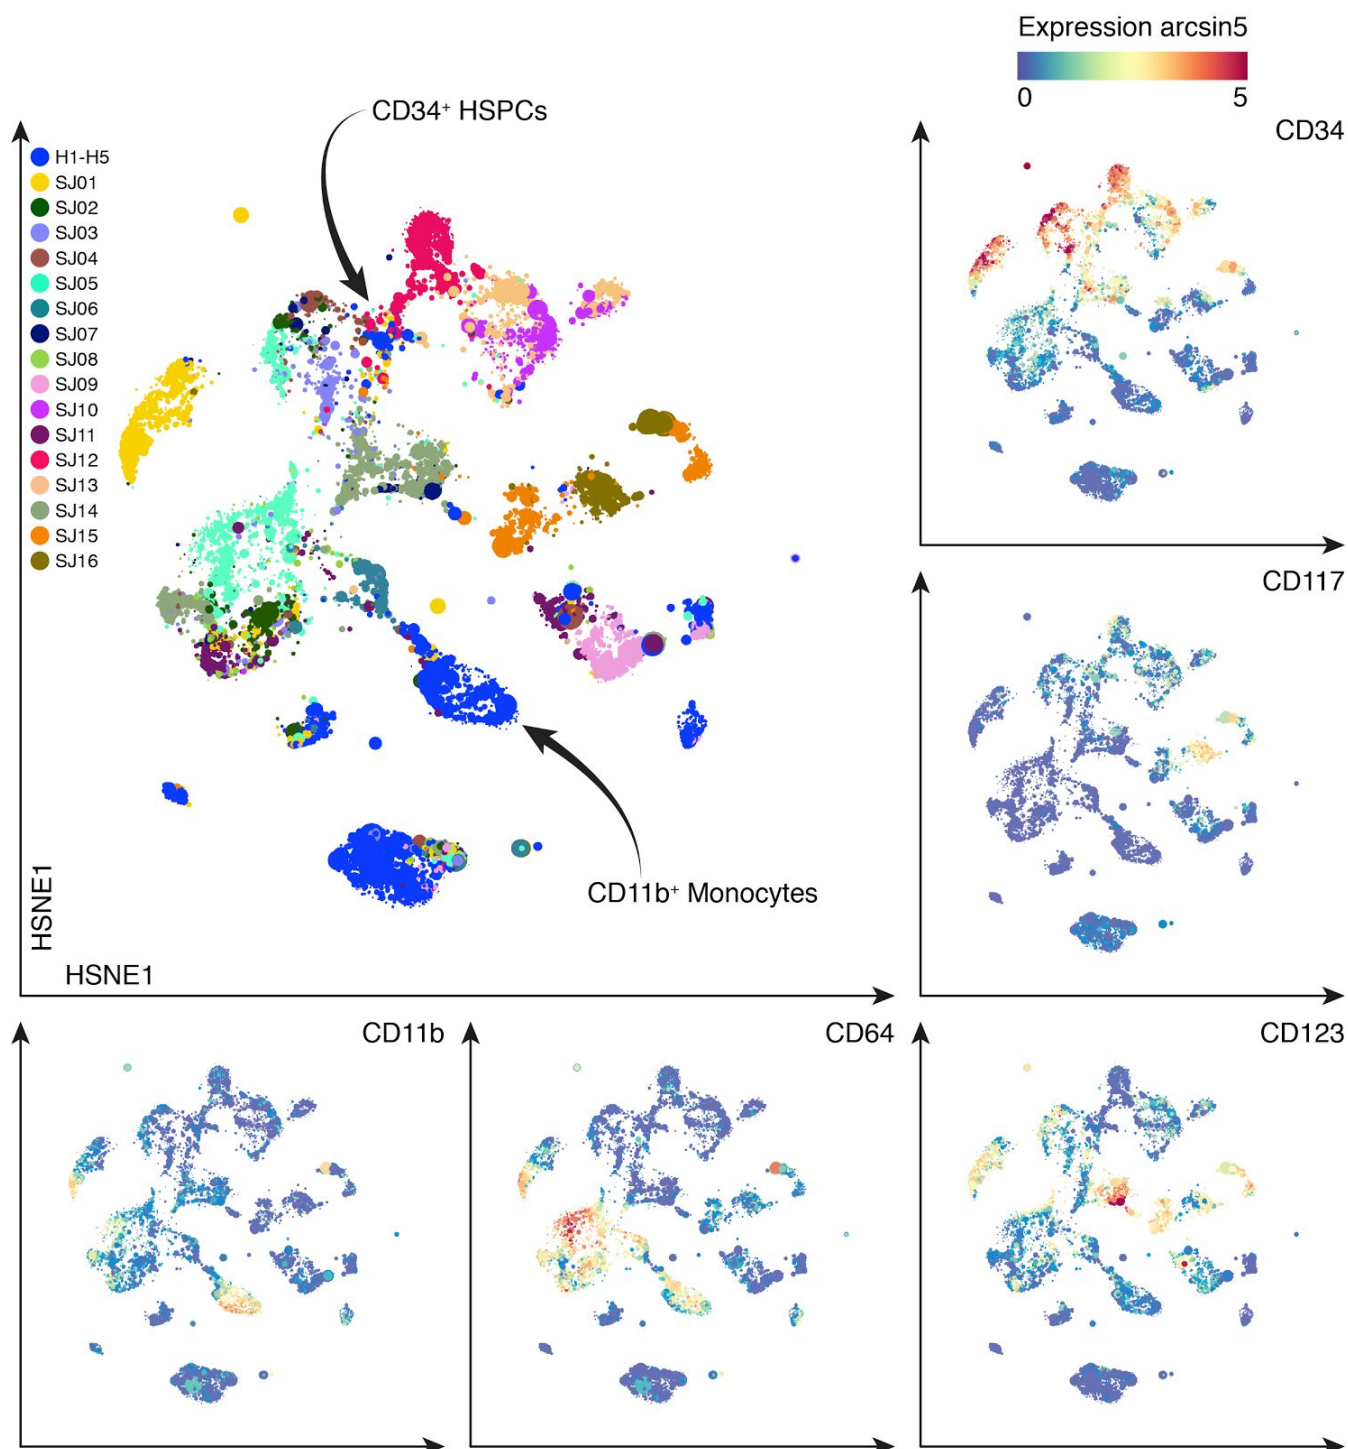 Expression arcsin5
0 5
CD34⁺ HSPCs
CD34
H1-H5
SJ01
SJ02
SJ03
SJ04
SJ05
SJ06
SJ07
SJ08
SJ09
SJ10
SJ11
SJ12
SJ13
SJ14
SJ15
SJ16
CD117
CD11b⁺ Monocytes
HSNE1
HSNE1
CD11b
CD64
CD123